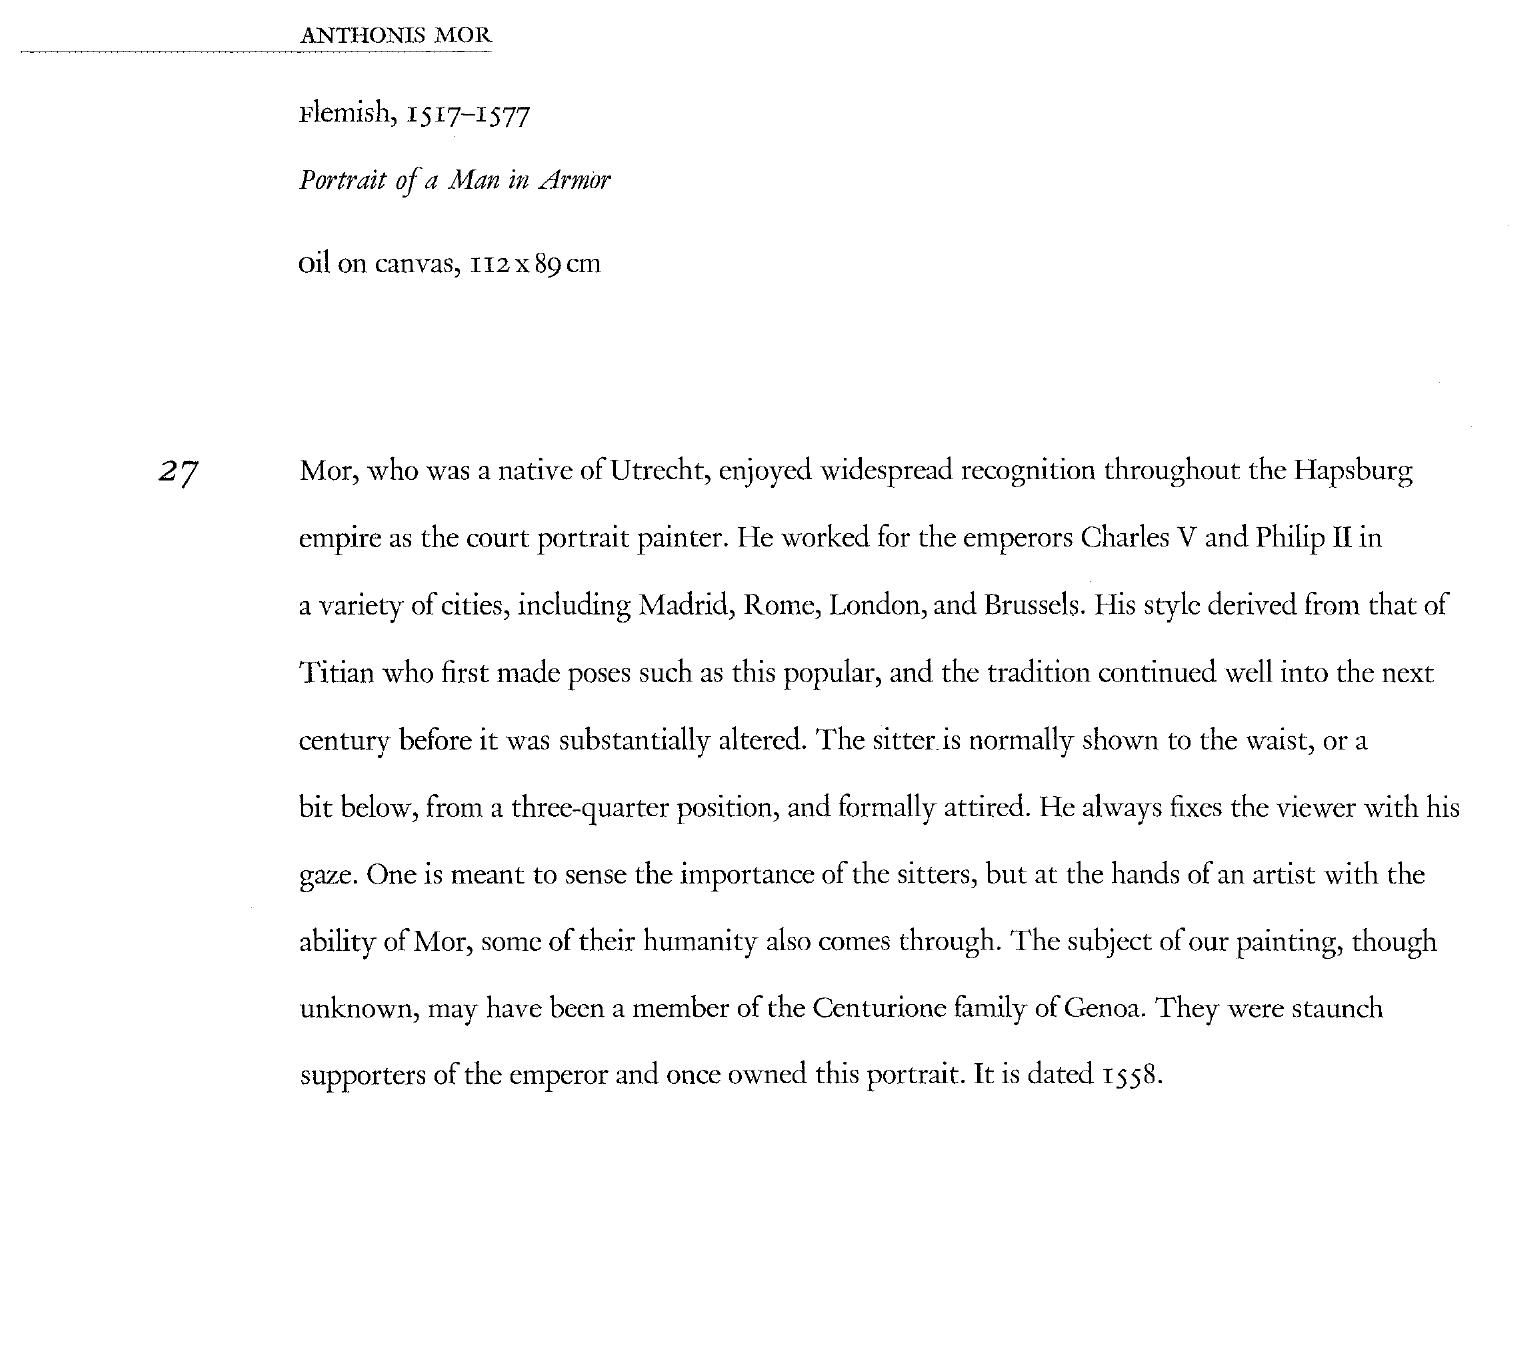 ANTHONIS MOR
Flemish, 1517–1577
Portrait of a Man in Armor
Oil on canvas, 112 x 89 cm
27
Mor, who was a native of Utrecht, enjoyed widespread recognition throughout the Hapsburg
empire as the court portrait painter. He worked for the emperors Charles V and Philip II in
a variety of cities, including Madrid, Rome, London, and Brussels. His style derived from that of
Titian who first made poses such as this popular, and the tradition continued well into the next
century before it was substantially altered. The sitter is normally shown to the waist, or a
bit below, from a three-quarter position, and formally attired. He always fixes the viewer with his
gaze. One is meant to sense the importance of the sitters, but at the hands of an artist with the
ability of Mor, some of their humanity also comes through. The subject of our painting, though
unknown, may have been a member of the Centurione family of Genoa. They were staunch
supporters of the emperor and once owned this portrait. It is dated 1558.